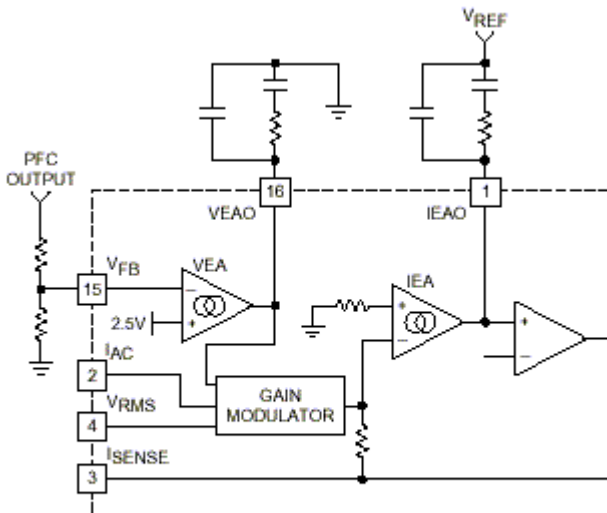 VREF
PFC
OUTPUT
16
1
VEAO
IEAO
VFB
VEA
IEA
15
2.5V
IAC
2
GAIN
MODULATOR
VRMS
4
ISENSE
3